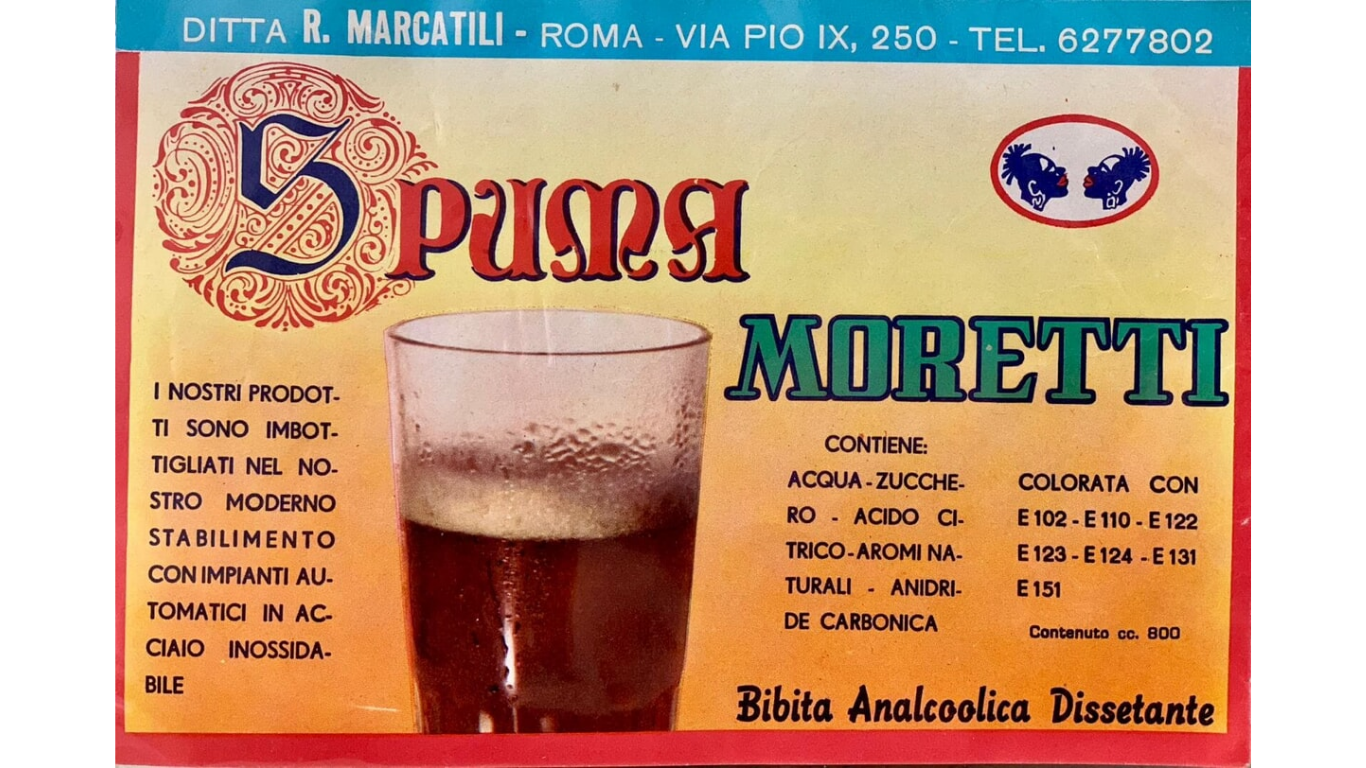 DITTA R. MARCATILI - ROMA - VIA PIO IX, 250 - TEL. 6277802
SPUMA
MORETTI
I NOSTRI PRODOT-
TI SONO IMBOT-
TIGLIATI NEL NO-
STRO MODERNO
STABILIMENTO
CON IMPIANTI AU-
TOMATICI IN AC-
CIAIO INOSSIDA-
BILE
CONTIENE:
ACQUA - ZUCCHE-
RO - ACIDO CI-
TRICO - AROMI NA-
TURALI - ANIDRI-
DE CARBONICA
COLORATA CON
E 102 - E 110 - E 122
E 123 - E 124 - E 131
E 151
Contenuto cc. 800
Bibita Analcoolica Dissetante